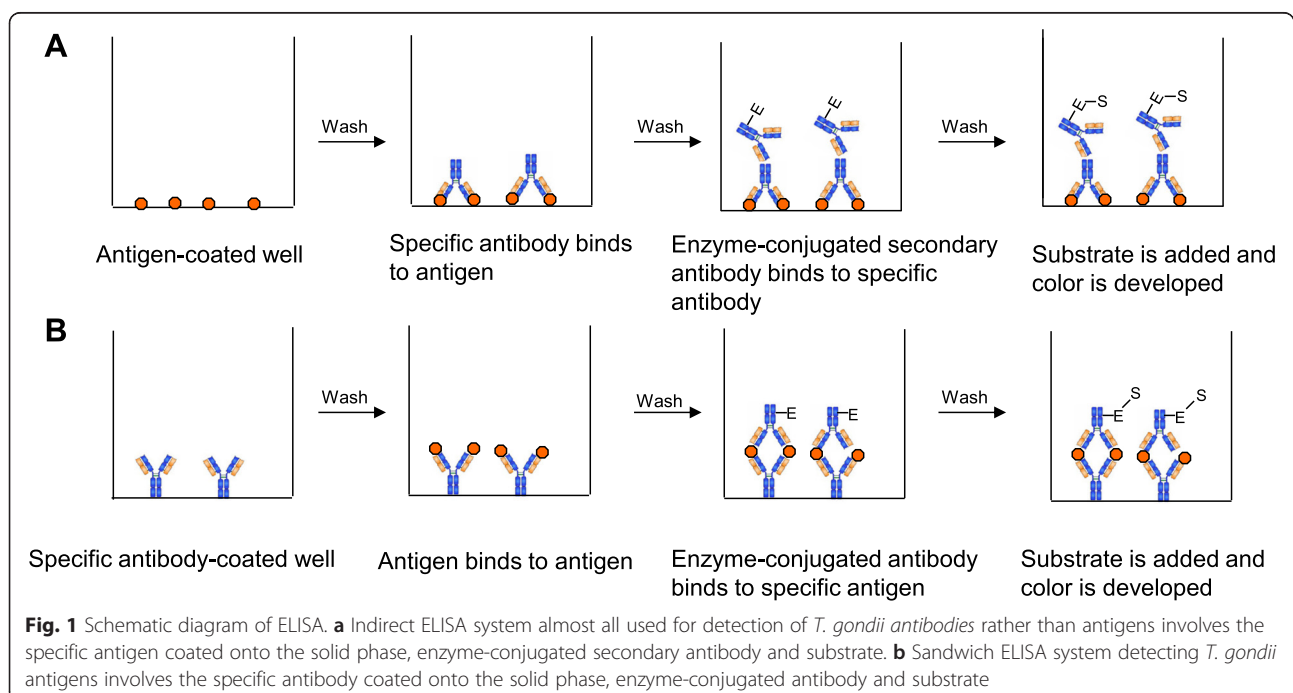 A
Wash
Wash
Wash
E
E
E S
E S
Antigen-coated well
Specific antibody binds
to antigen
Enzyme-conjugated secondary
antibody binds to specific
antibody
Substrate is added and
color is developed
B
Wash
Wash
Wash
E
E
E S
E S
Specific antibody-coated well
Antigen binds to antigen
Enzyme-conjugated antibody
binds to specific antigen
Substrate is added and
color is developed
Fig. 1 Schematic diagram of ELISA. a Indirect ELISA system almost all used for detection of T. gondii antibodies rather than antigens involves the
specific antigen coated onto the solid phase, enzyme-conjugated secondary antibody and substrate. b Sandwich ELISA system detecting T. gondii
antigens involves the specific antibody coated onto the solid phase, enzyme-conjugated antibody and substrate